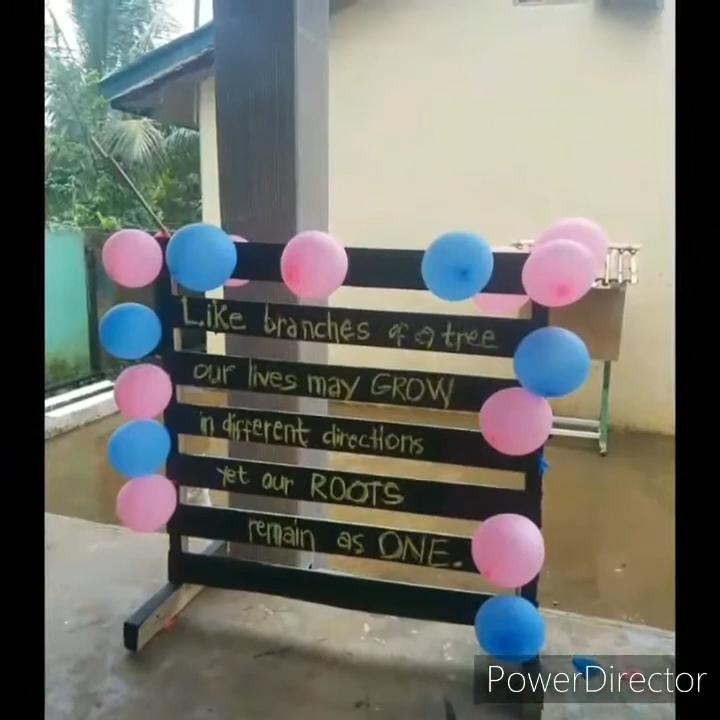 Like branches of a tree
our lives may GROW
in different directions
yet our ROOTS
remain as ONE.
PowerDirector